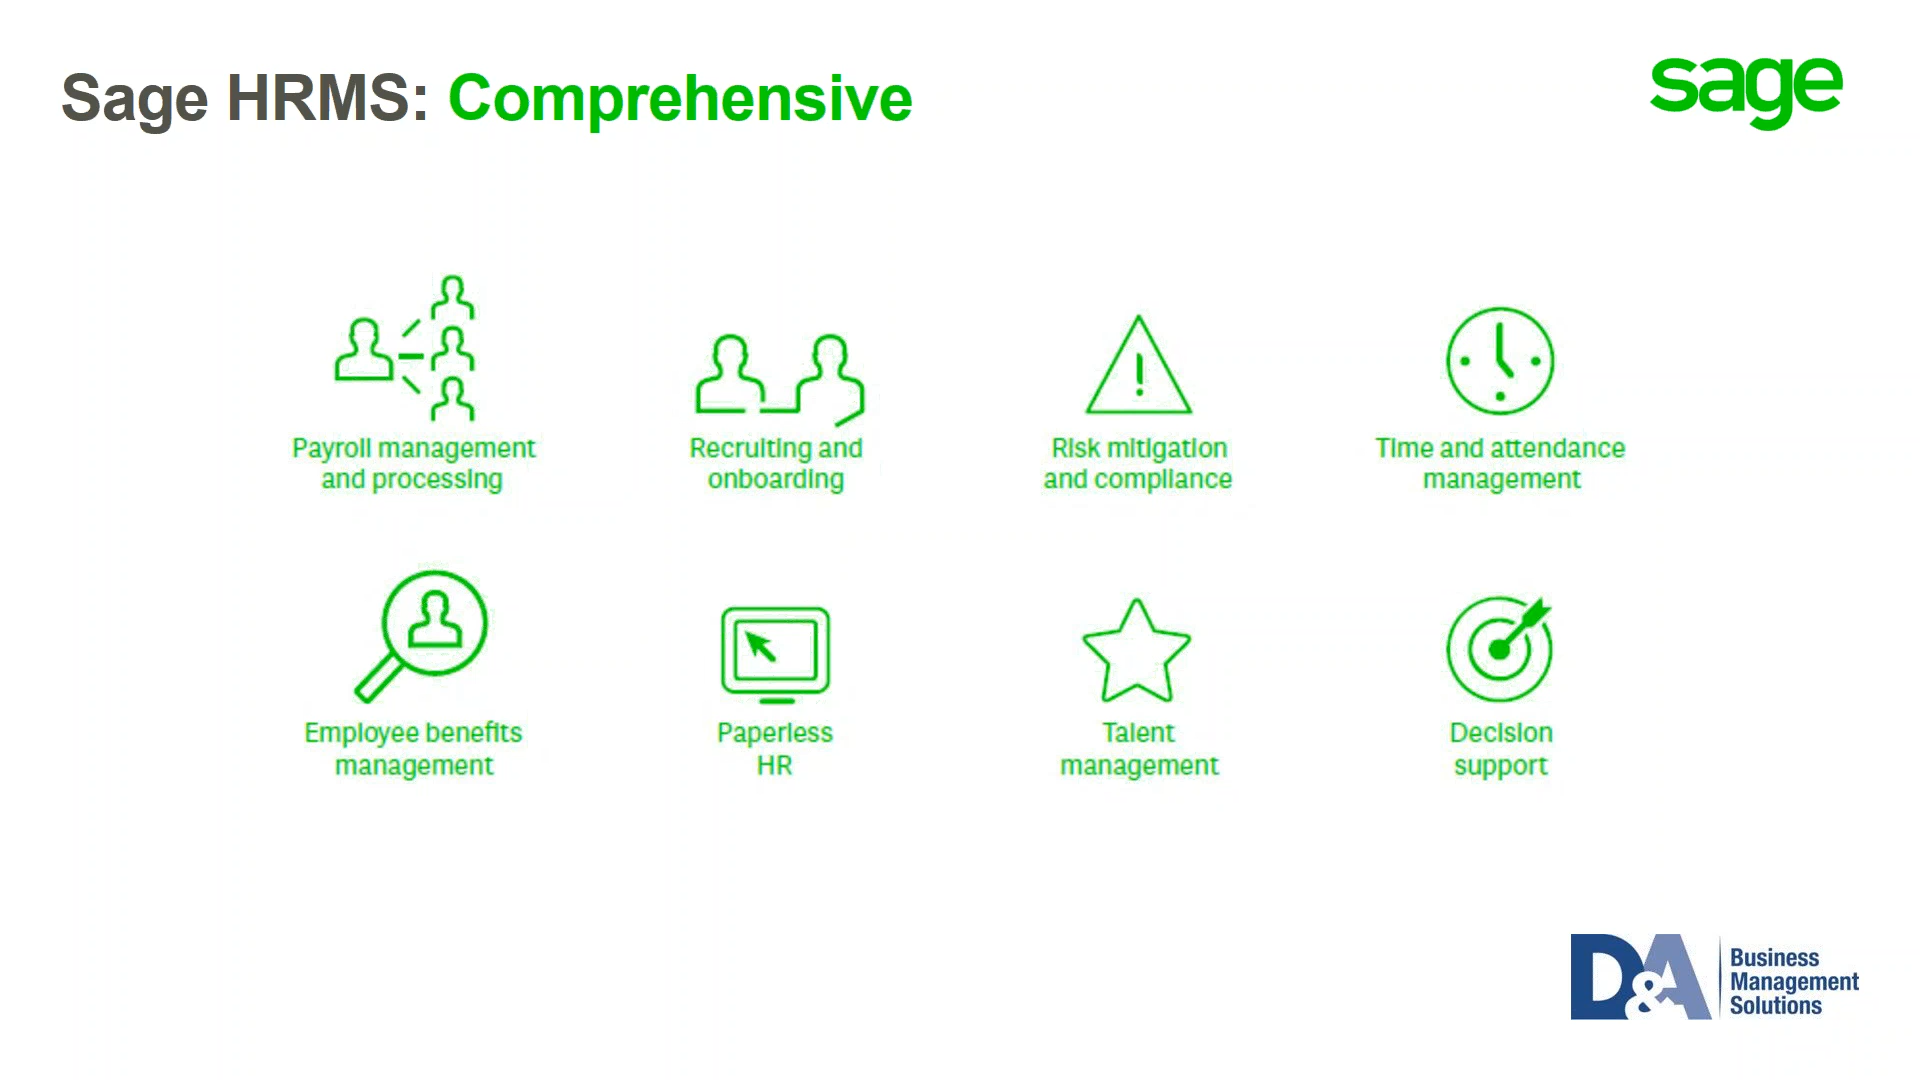 Sage HRMS: Comprehensive
sage
Payroll management
and processing
Recruiting and
onboarding
Risk mitigation
and compliance
Time and attendance
management
Employee benefits
management
Paperless
HR
Talent
management
Decision
support
D&A
Business
Management
Solutions